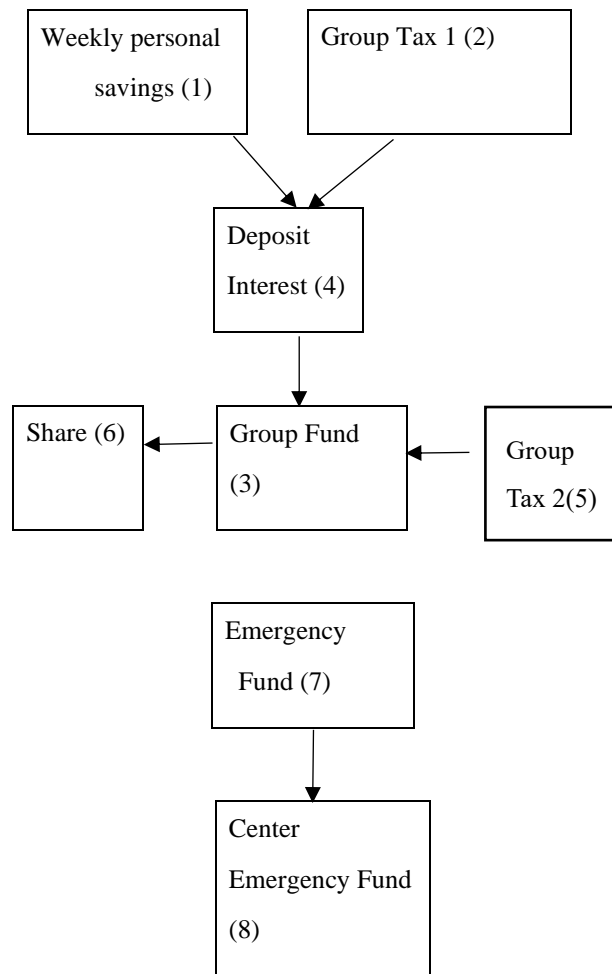 Weekly personal
savings (1)
Group Tax 1 (2)
Deposit
Interest (4)
Share (6)
Group Fund
(3)
Group
Tax 2(5)
Emergency
Fund (7)
Center
Emergency Fund
(8)